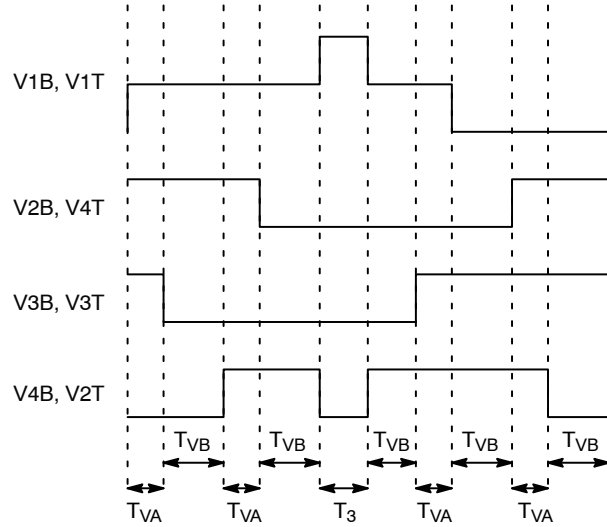 V1B, V1T
V2B, V4T
V3B, V3T
V4B, V2T
TVB TVB TVB TVB TVB
TVA TVA T3 TVA TVA